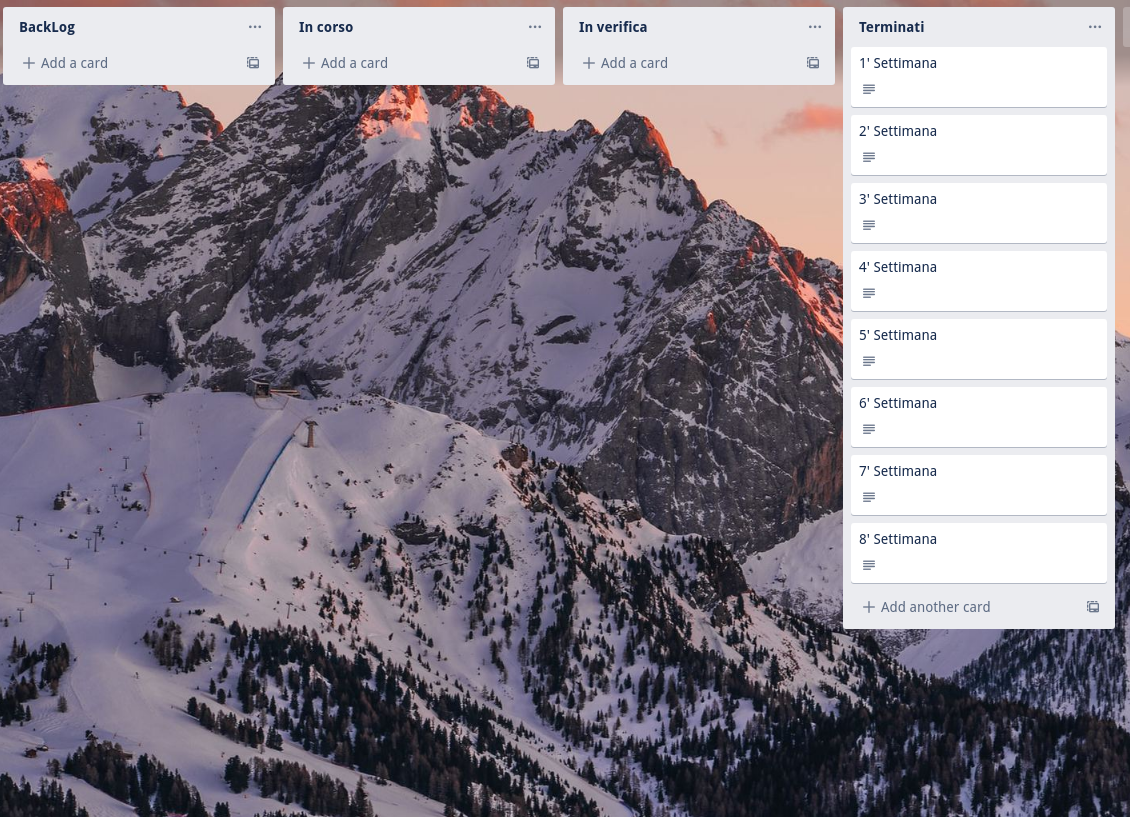 BackLog
Add a card
In corso
Add a card
In verifica
Add a card
Terminati
1' Settimana
2' Settimana
3' Settimana
4' Settimana
5' Settimana
6' Settimana
7' Settimana
8' Settimana
Add another card